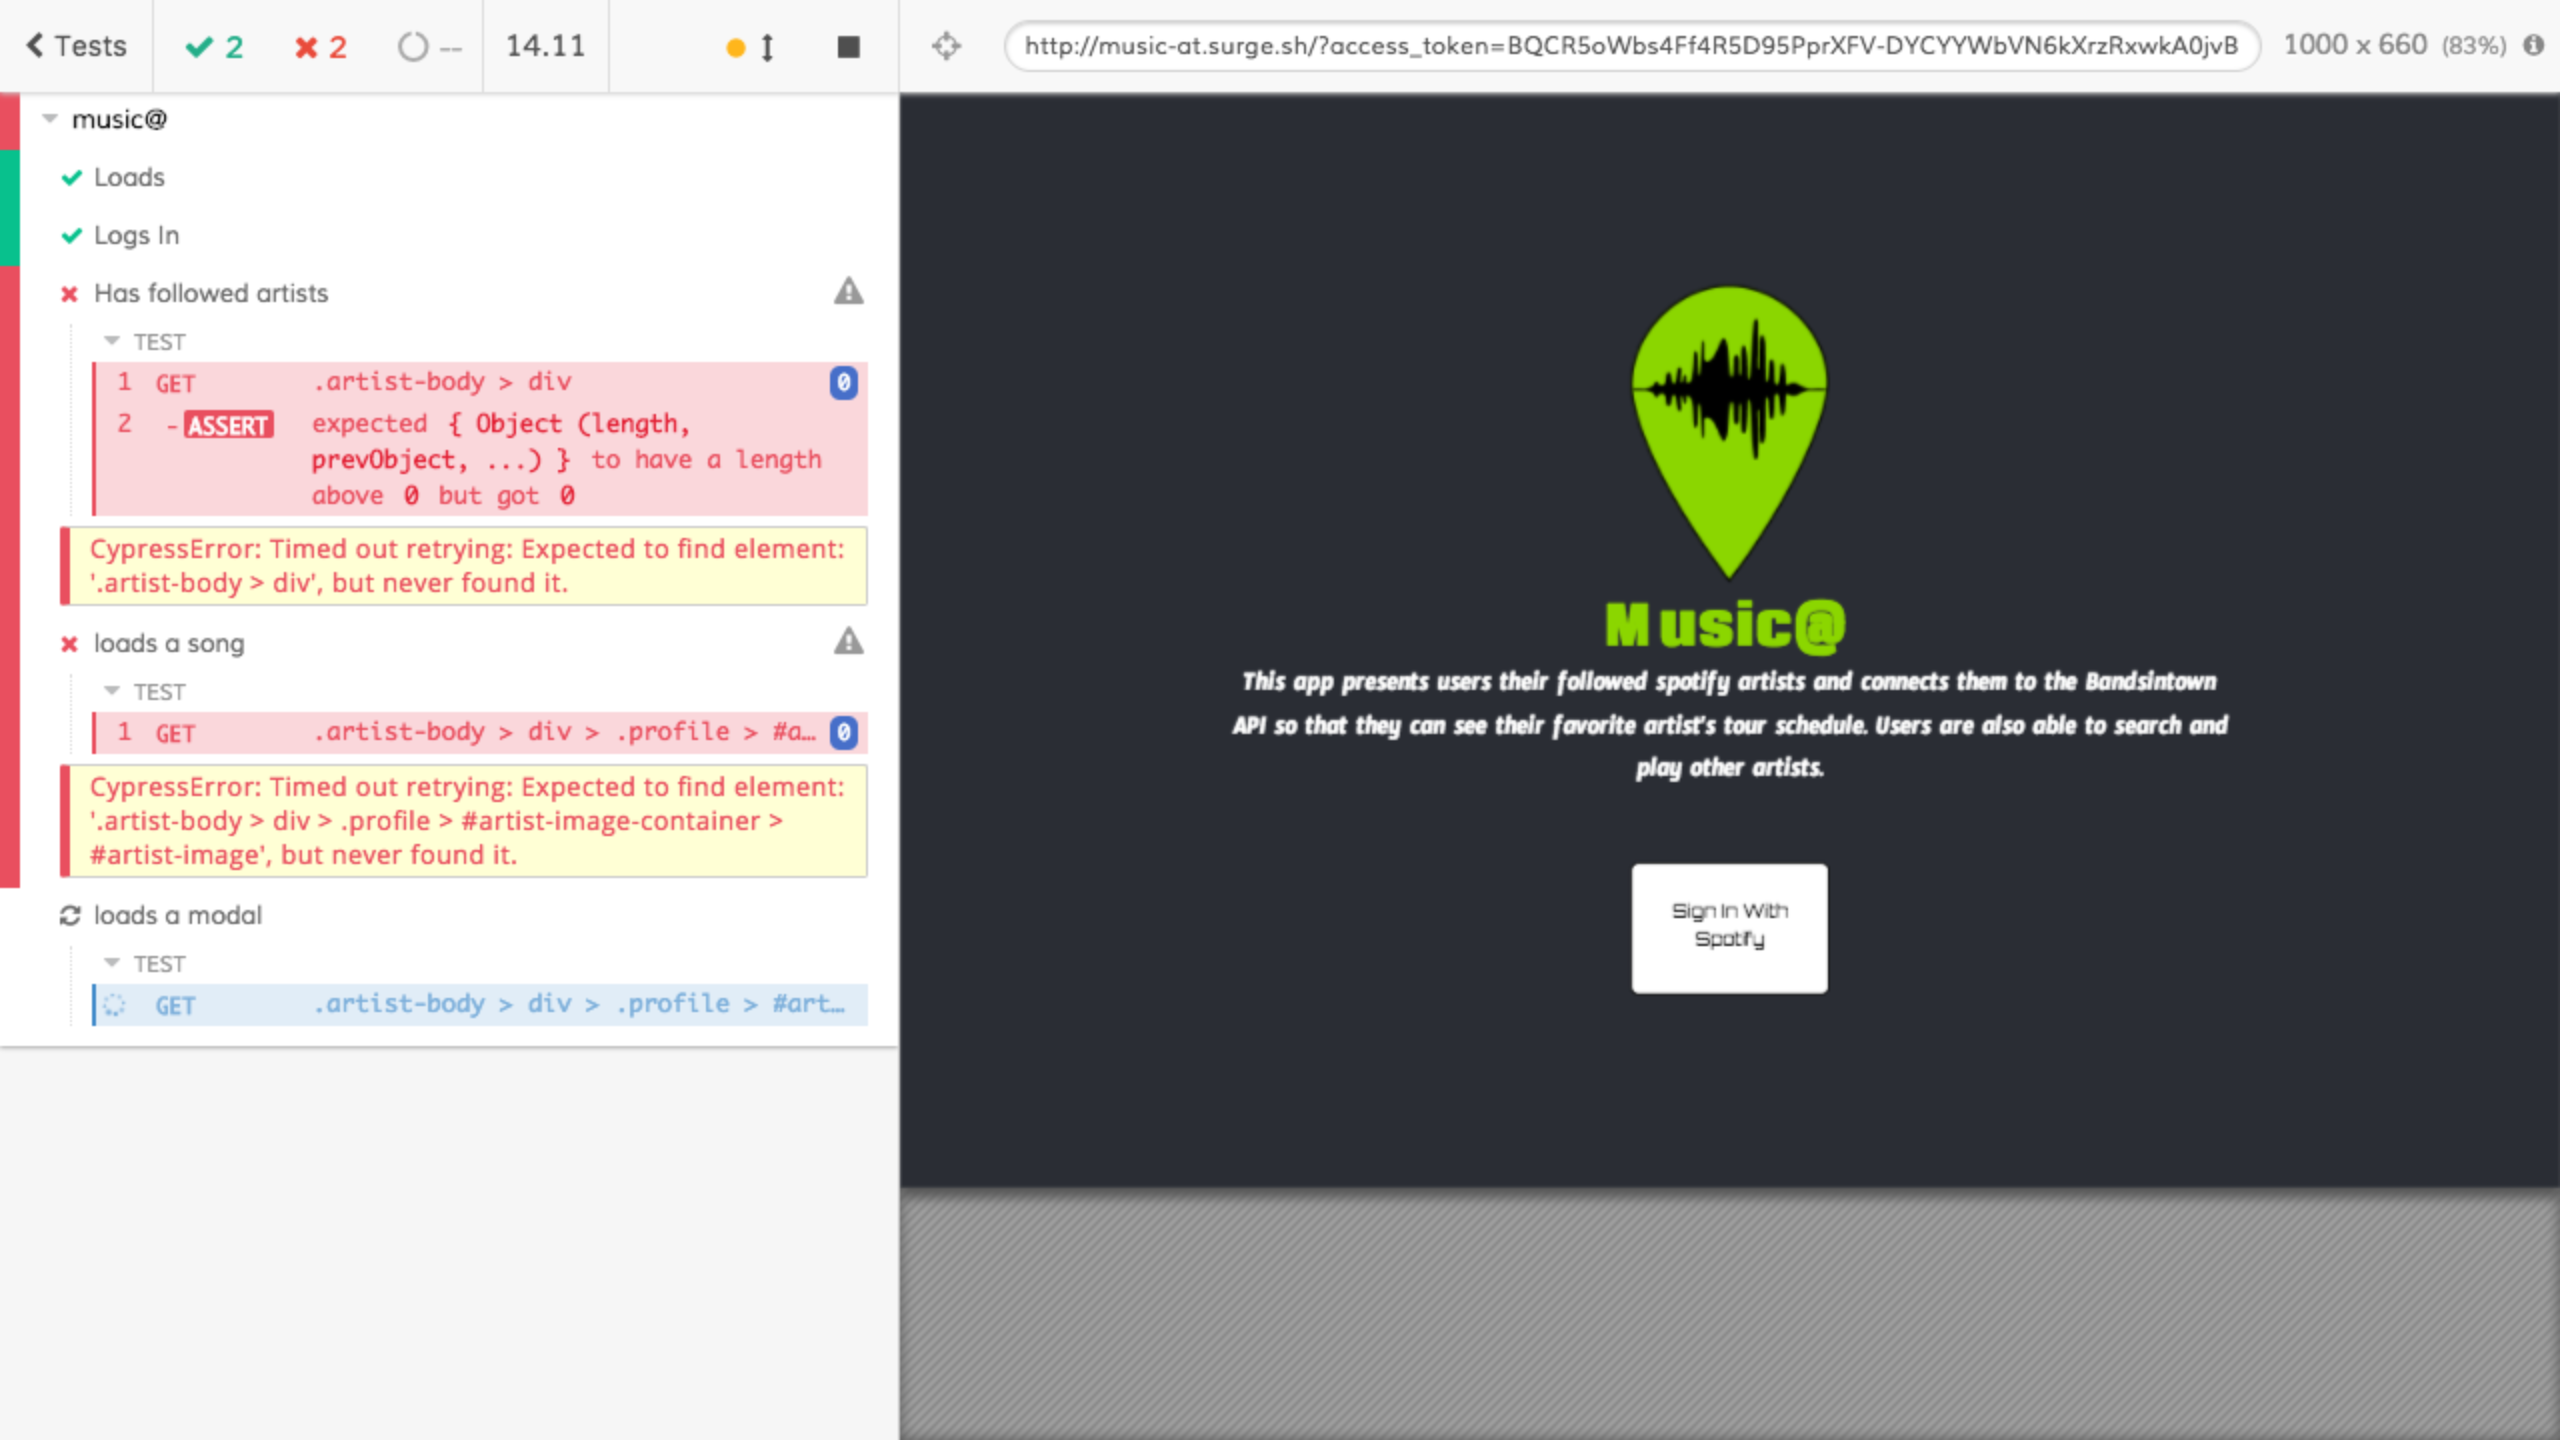 Tests
2
2
--
14.11
http://music-at.surge.sh/?access_token=BQCR5oWbs4Ff4R5D95PprXFV-DYCYYWbVN6kXrzRxwkA0jvB
1000 x 660 (83%)
music@
Loads
Logs In
Has followed artists
TEST
1 GET .artist-body > div 0
2 -ASSERT expected { Object (length,
prevObject, ...) } to have a length
above 0 but got 0
CypressError: Timed out retrying: Expected to find element:
'.artist-body > div', but never found it.
loads a song
TEST
1 GET .artist-body > div > .profile > #a… 0
CypressError: Timed out retrying: Expected to find element:
'.artist-body > div > .profile > #artist-image-container >
#artist-image', but never found it.
loads a modal
TEST
GET .artist-body > div > .profile > #art…
Music@
This app presents users their followed spotify artists and connects them to the Bandsintown
API so that they can see their favorite artist's tour schedule. Users are also able to search and
play other artists.
Sign In With
Spotify